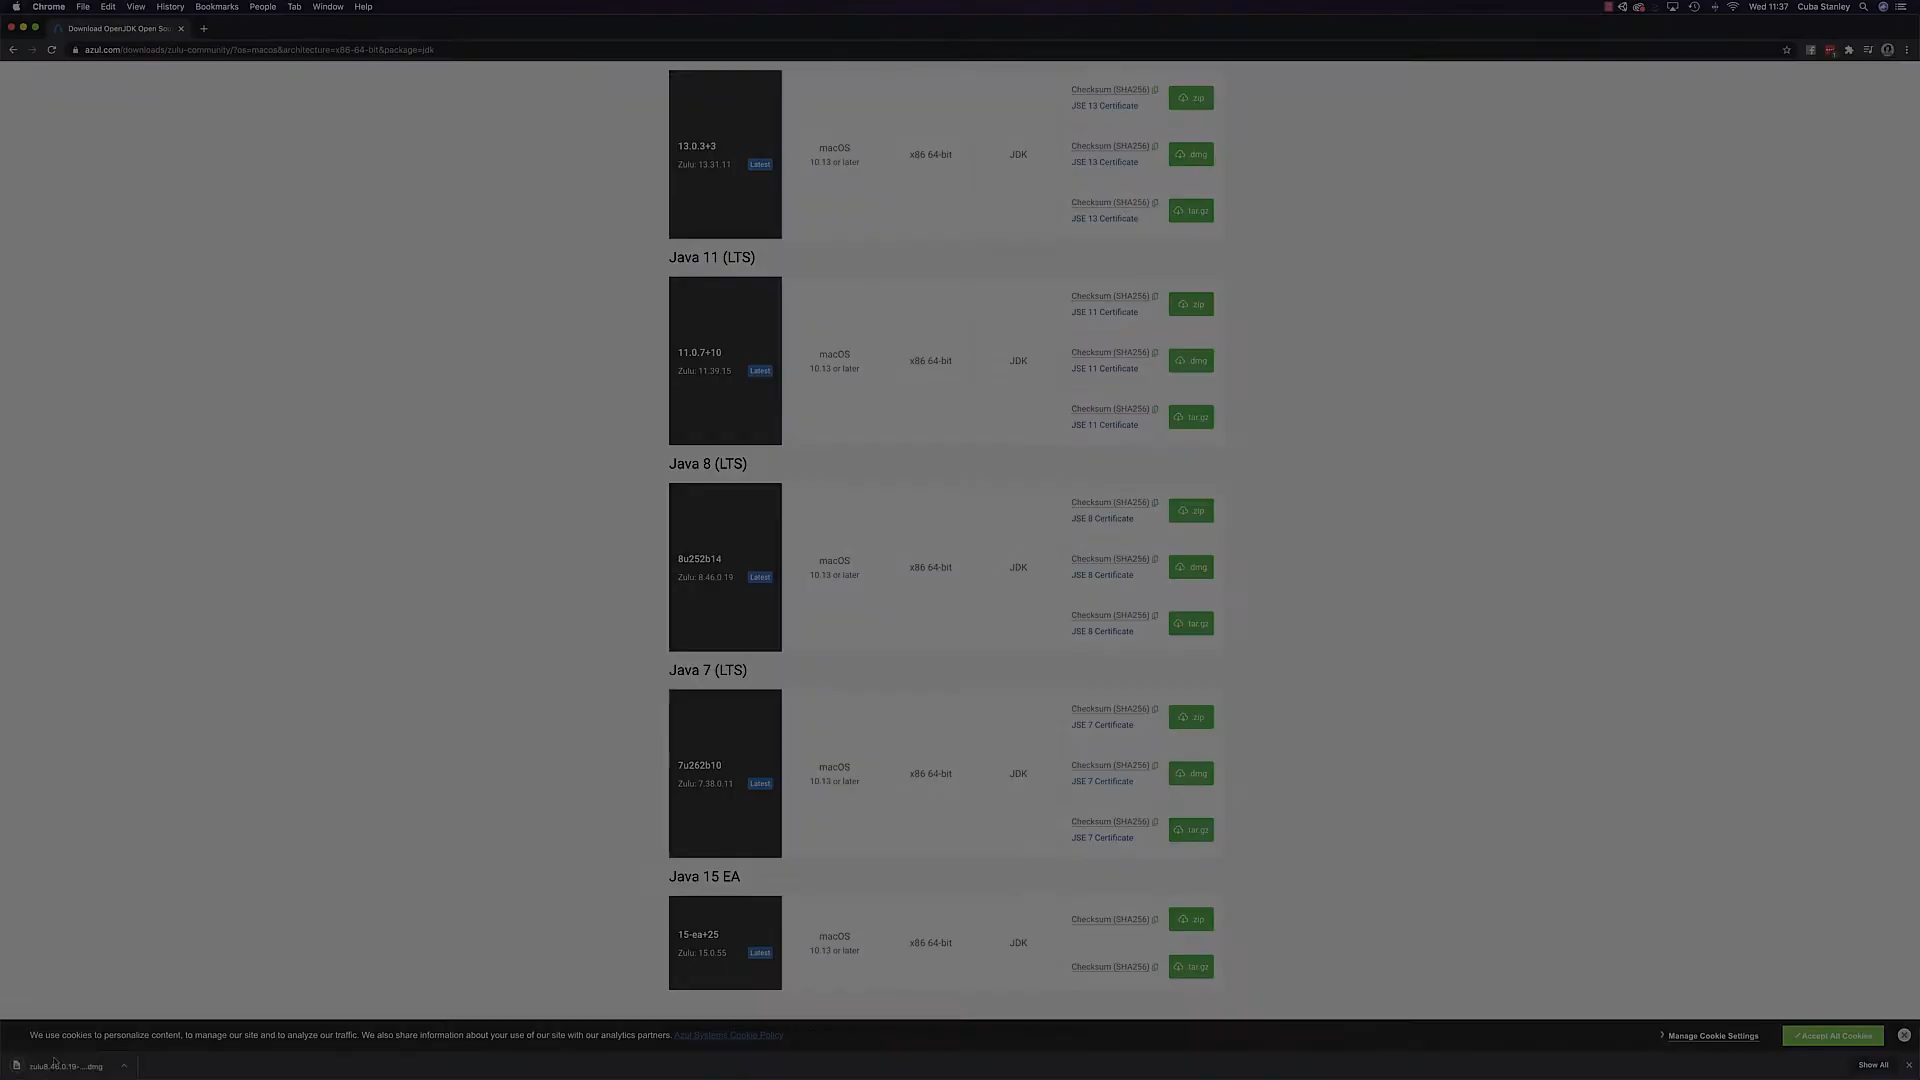 Chrome File Edit View History Bookmarks People Tab Window Help Wed 11:37 Cuba Stanley
Download OpenJDK Open Sou
azul.com/downloads/zulu-community/?os=macos&architecture=x86-64-bit&package=jdk
Checksum (SHA256) .zip
JSE 13 Certificate
13.0.3+3
Zulu: 13.31.11 Latest
macOS
10.13 or later
x86 64-bit
JDK
Checksum (SHA256) .dmg
JSE 13 Certificate
Checksum (SHA256) tar.gz
JSE 13 Certificate
Java 11 (LTS)
Checksum (SHA256) .zip
JSE 11 Certificate
11.0.7+10
Zulu: 11.39.15 Latest
macOS
10.13 or later
x86 64-bit
JDK
Checksum (SHA256) .dmg
JSE 11 Certificate
Checksum (SHA256) tar.gz
JSE 11 Certificate
Java 8 (LTS)
Checksum (SHA256) .zip
JSE 8 Certificate
8u252b14
Zulu: 8.46.0.19 Latest
macOS
10.13 or later
x86 64-bit
JDK
Checksum (SHA256) .dmg
JSE 8 Certificate
Checksum (SHA256) tar.gz
JSE 8 Certificate
Java 7 (LTS)
Checksum (SHA256) .zip
JSE 7 Certificate
7u262b10
Zulu: 7.38.0.11 Latest
macOS
10.13 or later
x86 64-bit
JDK
Checksum (SHA256) .dmg
JSE 7 Certificate
Checksum (SHA256) tar.gz
JSE 7 Certificate
Java 15 EA
Checksum (SHA256) .zip
15-ea+25
Zulu: 15.0.55 Latest
macOS
10.13 or later
x86 64-bit
JDK
Checksum (SHA256) tar.gz
We use cookies to personalize content, to manage our site and to analyze our traffic. We also share information about your use of our site with our analytics partners. Azul Systems Cookie Policy
Manage Cookie Settings
Accept All Cookies
zulu8.46.0.19-....dmg
Show All